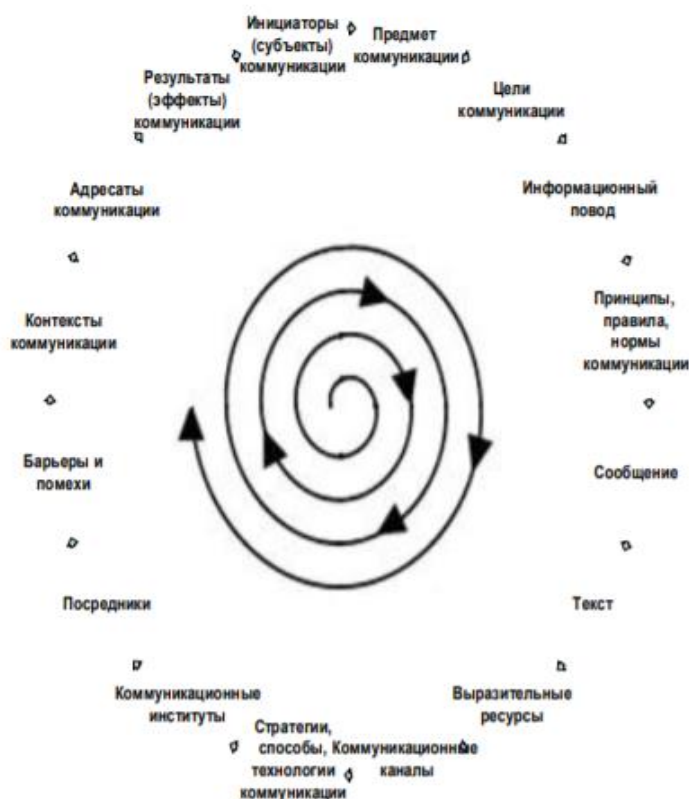 Инициаторы
(субъекты)
коммуникации
Предмет
коммуникации
Цели
коммуникации
Информационный
повод
Принципы,
правила,
нормы
коммуникации
Сообщение
Текст
Выразительные
ресурсы
Коммуникационные
каналы
Стратегии,
способы,
технологии
коммуникации
Коммуникационные
институты
Посредники
Барьеры и
помехи
Контексты
коммуникации
Адресаты
коммуникации
Результаты
(эффекты)
коммуникации